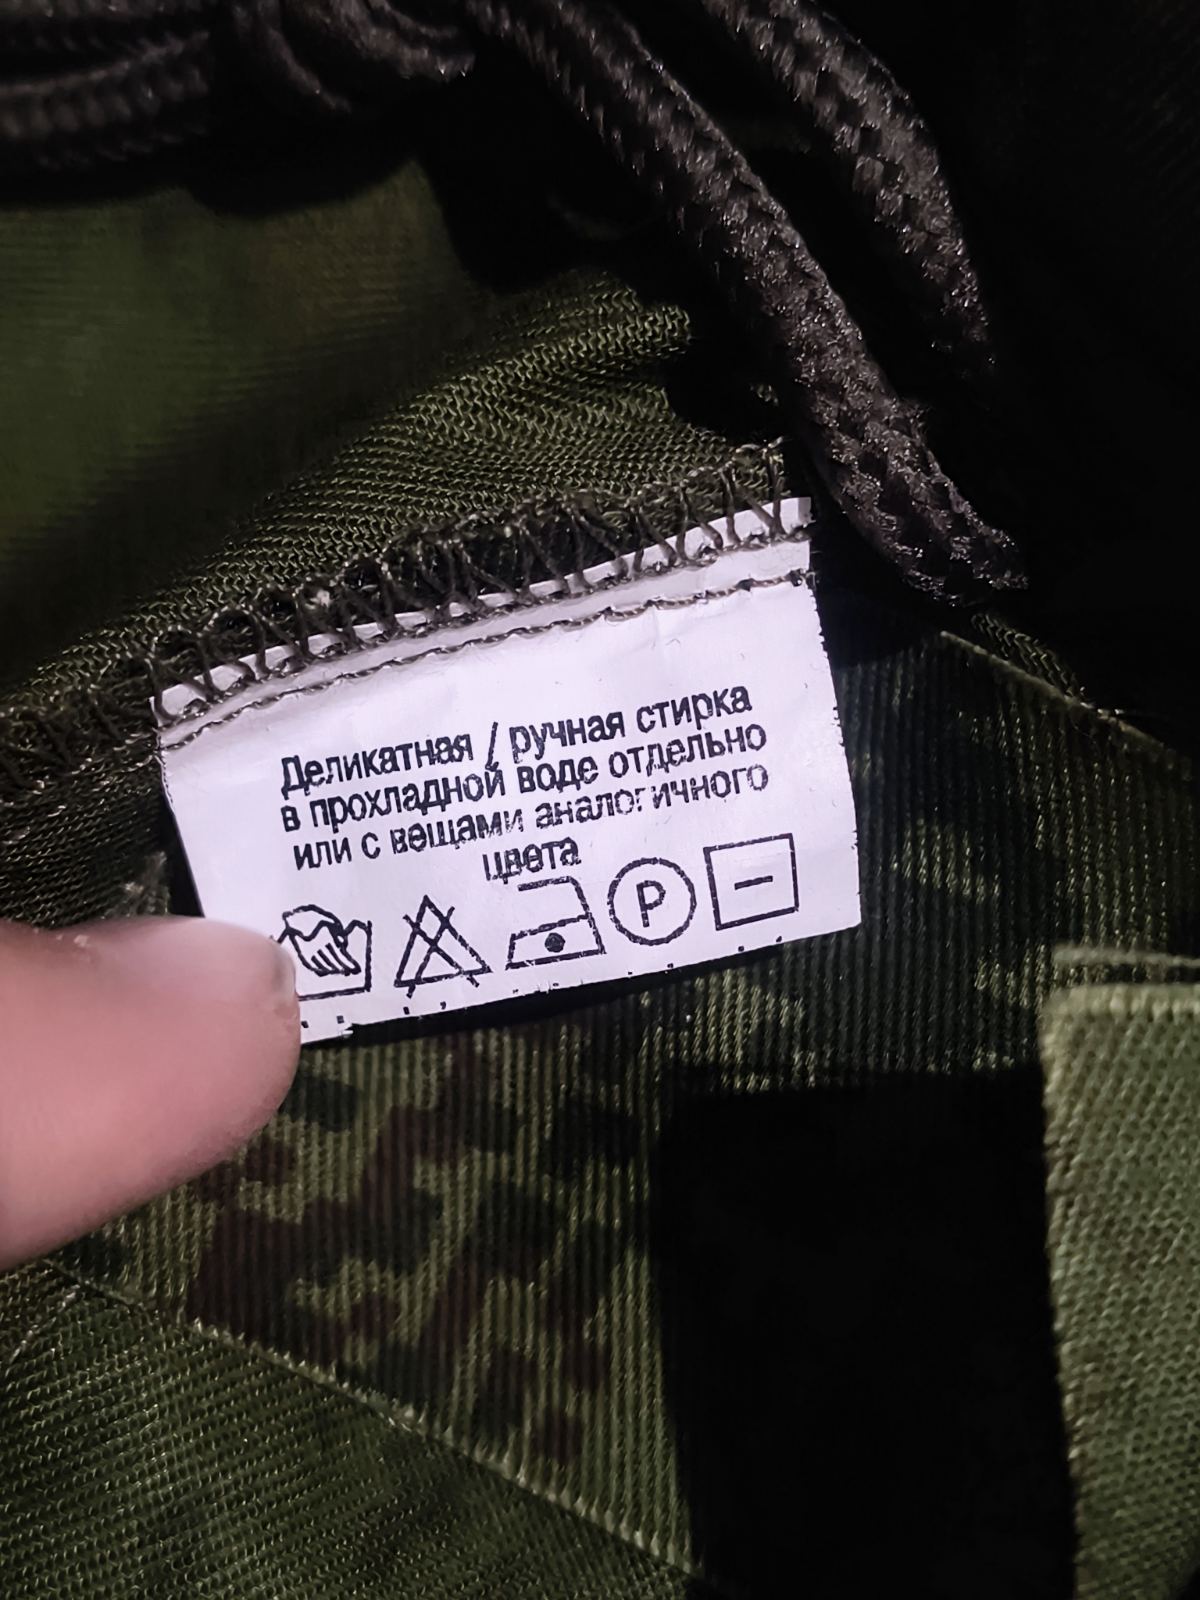 Деликатная / ручная стирка
в прохладной воде отдельно
или с вещами аналогичного
цвета
P